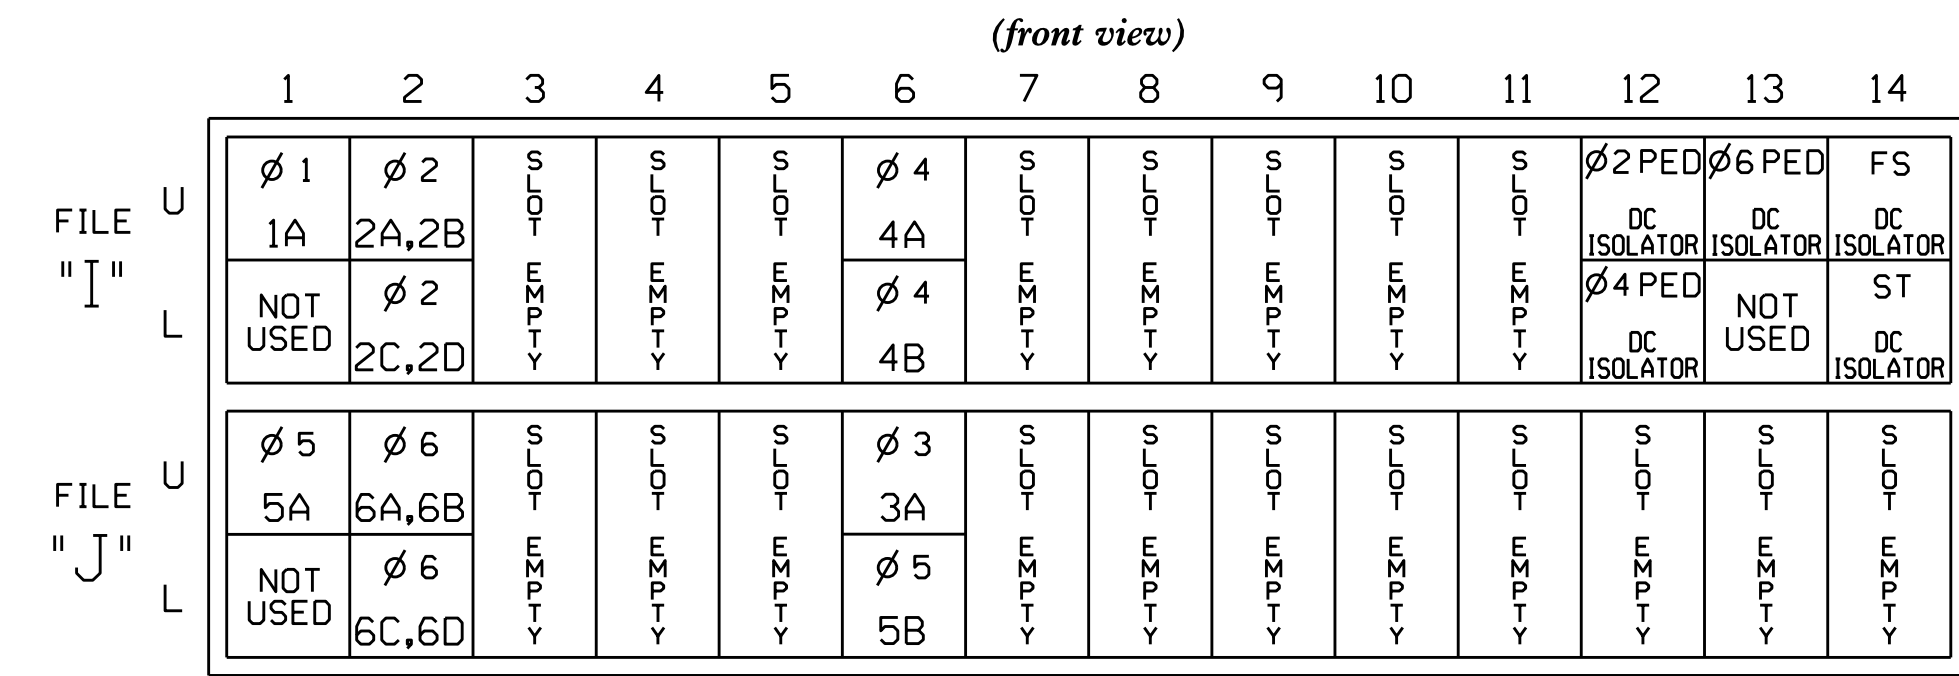 (front view)
1 2 3 4 5 6 7 8 9 10 11 12 13 14
FILE "I"
U
Ø 1 1A
Ø 2 2A,2B
SLOT EMPTY
SLOT EMPTY
SLOT EMPTY
Ø 4 4A
SLOT EMPTY
SLOT EMPTY
SLOT EMPTY
SLOT EMPTY
SLOT EMPTY
Ø2 PED DC ISOLATOR
Ø6 PED DC ISOLATOR
FS DC ISOLATOR
L
NOT USED
Ø 2 2C,2D
Ø 4 4B
Ø4 PED DC ISOLATOR
NOT USED
ST DC ISOLATOR
FILE "J"
U
Ø 5 5A
Ø 6 6A,6B
SLOT EMPTY
SLOT EMPTY
SLOT EMPTY
Ø 3 3A
SLOT EMPTY
SLOT EMPTY
SLOT EMPTY
SLOT EMPTY
SLOT EMPTY
SLOT EMPTY
SLOT EMPTY
SLOT EMPTY
L
NOT USED
Ø 6 6C,6D
Ø 5 5B